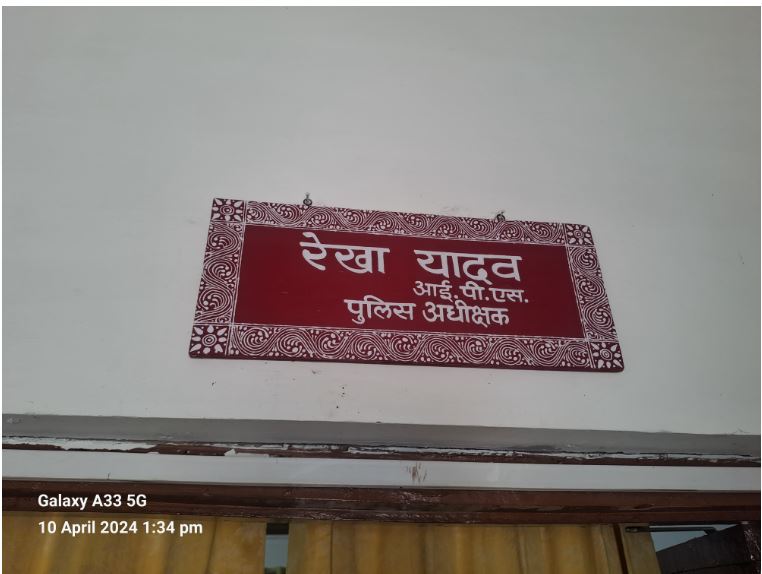 रेखा यादव
आई.पी.एस.
पुलिस अधीक्षक
Galaxy A33 5G
10 April 2024 1:34 pm